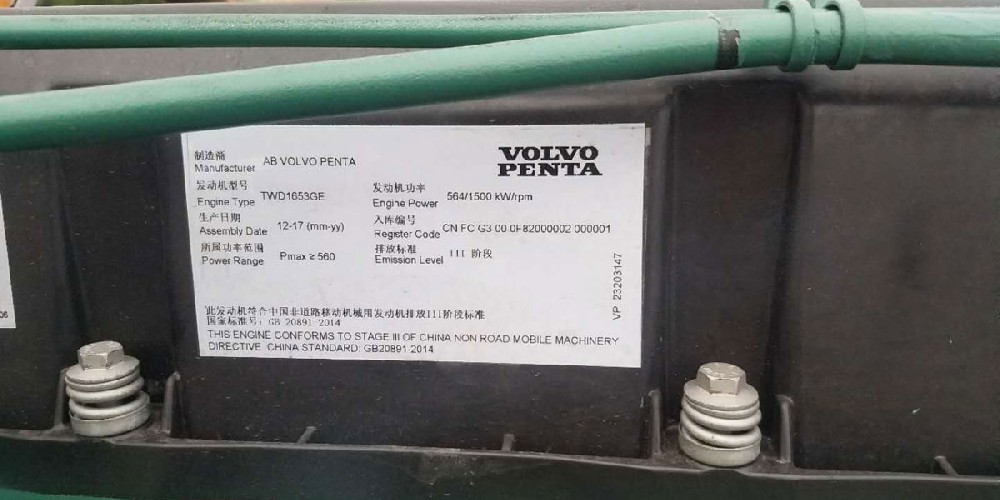 制造商
Manufacturer AB VOLVO PENTA
VOLVO
PENTA
发动机型号
Engine Type TWD1653GE
发动机功率
Engine Power 564/1500 kW/rpm
生产日期
Assembly Date 12-17 (mm-yy)
入库编号
Register Code CN FC G3 00 0F82000002 000001
所属功率范围
Power Range Pmax ≥ 560
排放标准
Emission Level III 阶段
VP 23203147
此发动机符合中国非道路移动机械用发动机排放III阶段标准
国家标准号: GB 20891-2014
THIS ENGINE CONFORMS TO STAGE III OF CHINA NON ROAD MOBILE MACHINERY
DIRECTIVE. CHINA STANDARD: GB20891-2014
06